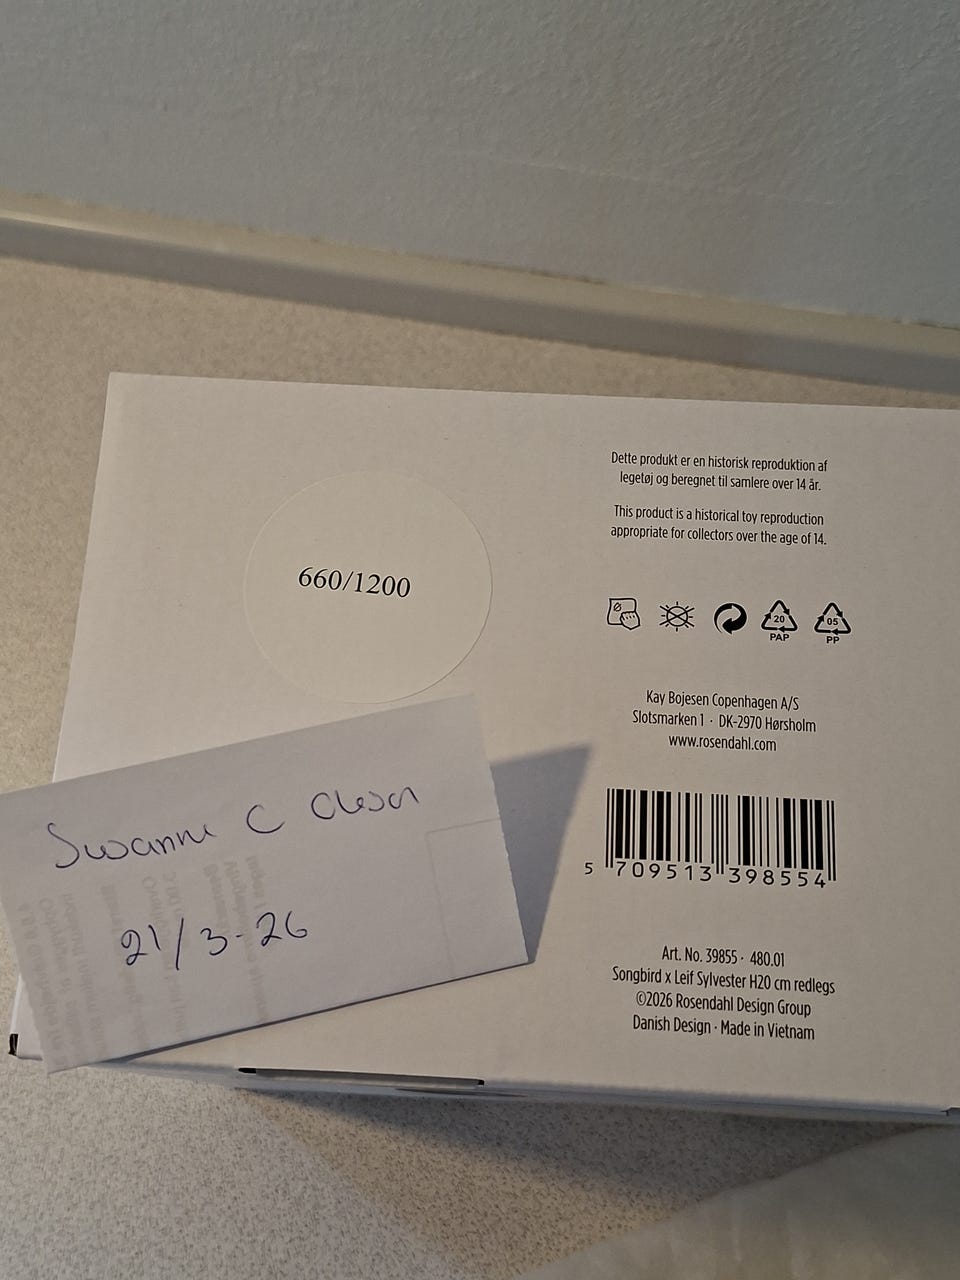 Dette produkt er en historisk reproduktion af
legetøj og beregnet til samlere over 14 år.
This product is a historical toy reproduction
appropriate for collectors over the age of 14.
660/1200
20
PAP
05
PP
Kay Bojesen Copenhagen A/S
Slotsmarken 1 · DK-2970 Hørsholm
www.rosendahl.com
5 709513 398554
Art. No. 39855 · 480.01
Songbird x Leif Sylvester H20 cm redlegs
©2026 Rosendahl Design Group
Danish Design · Made in Vietnam
Susanne C Olesen
21/3-26